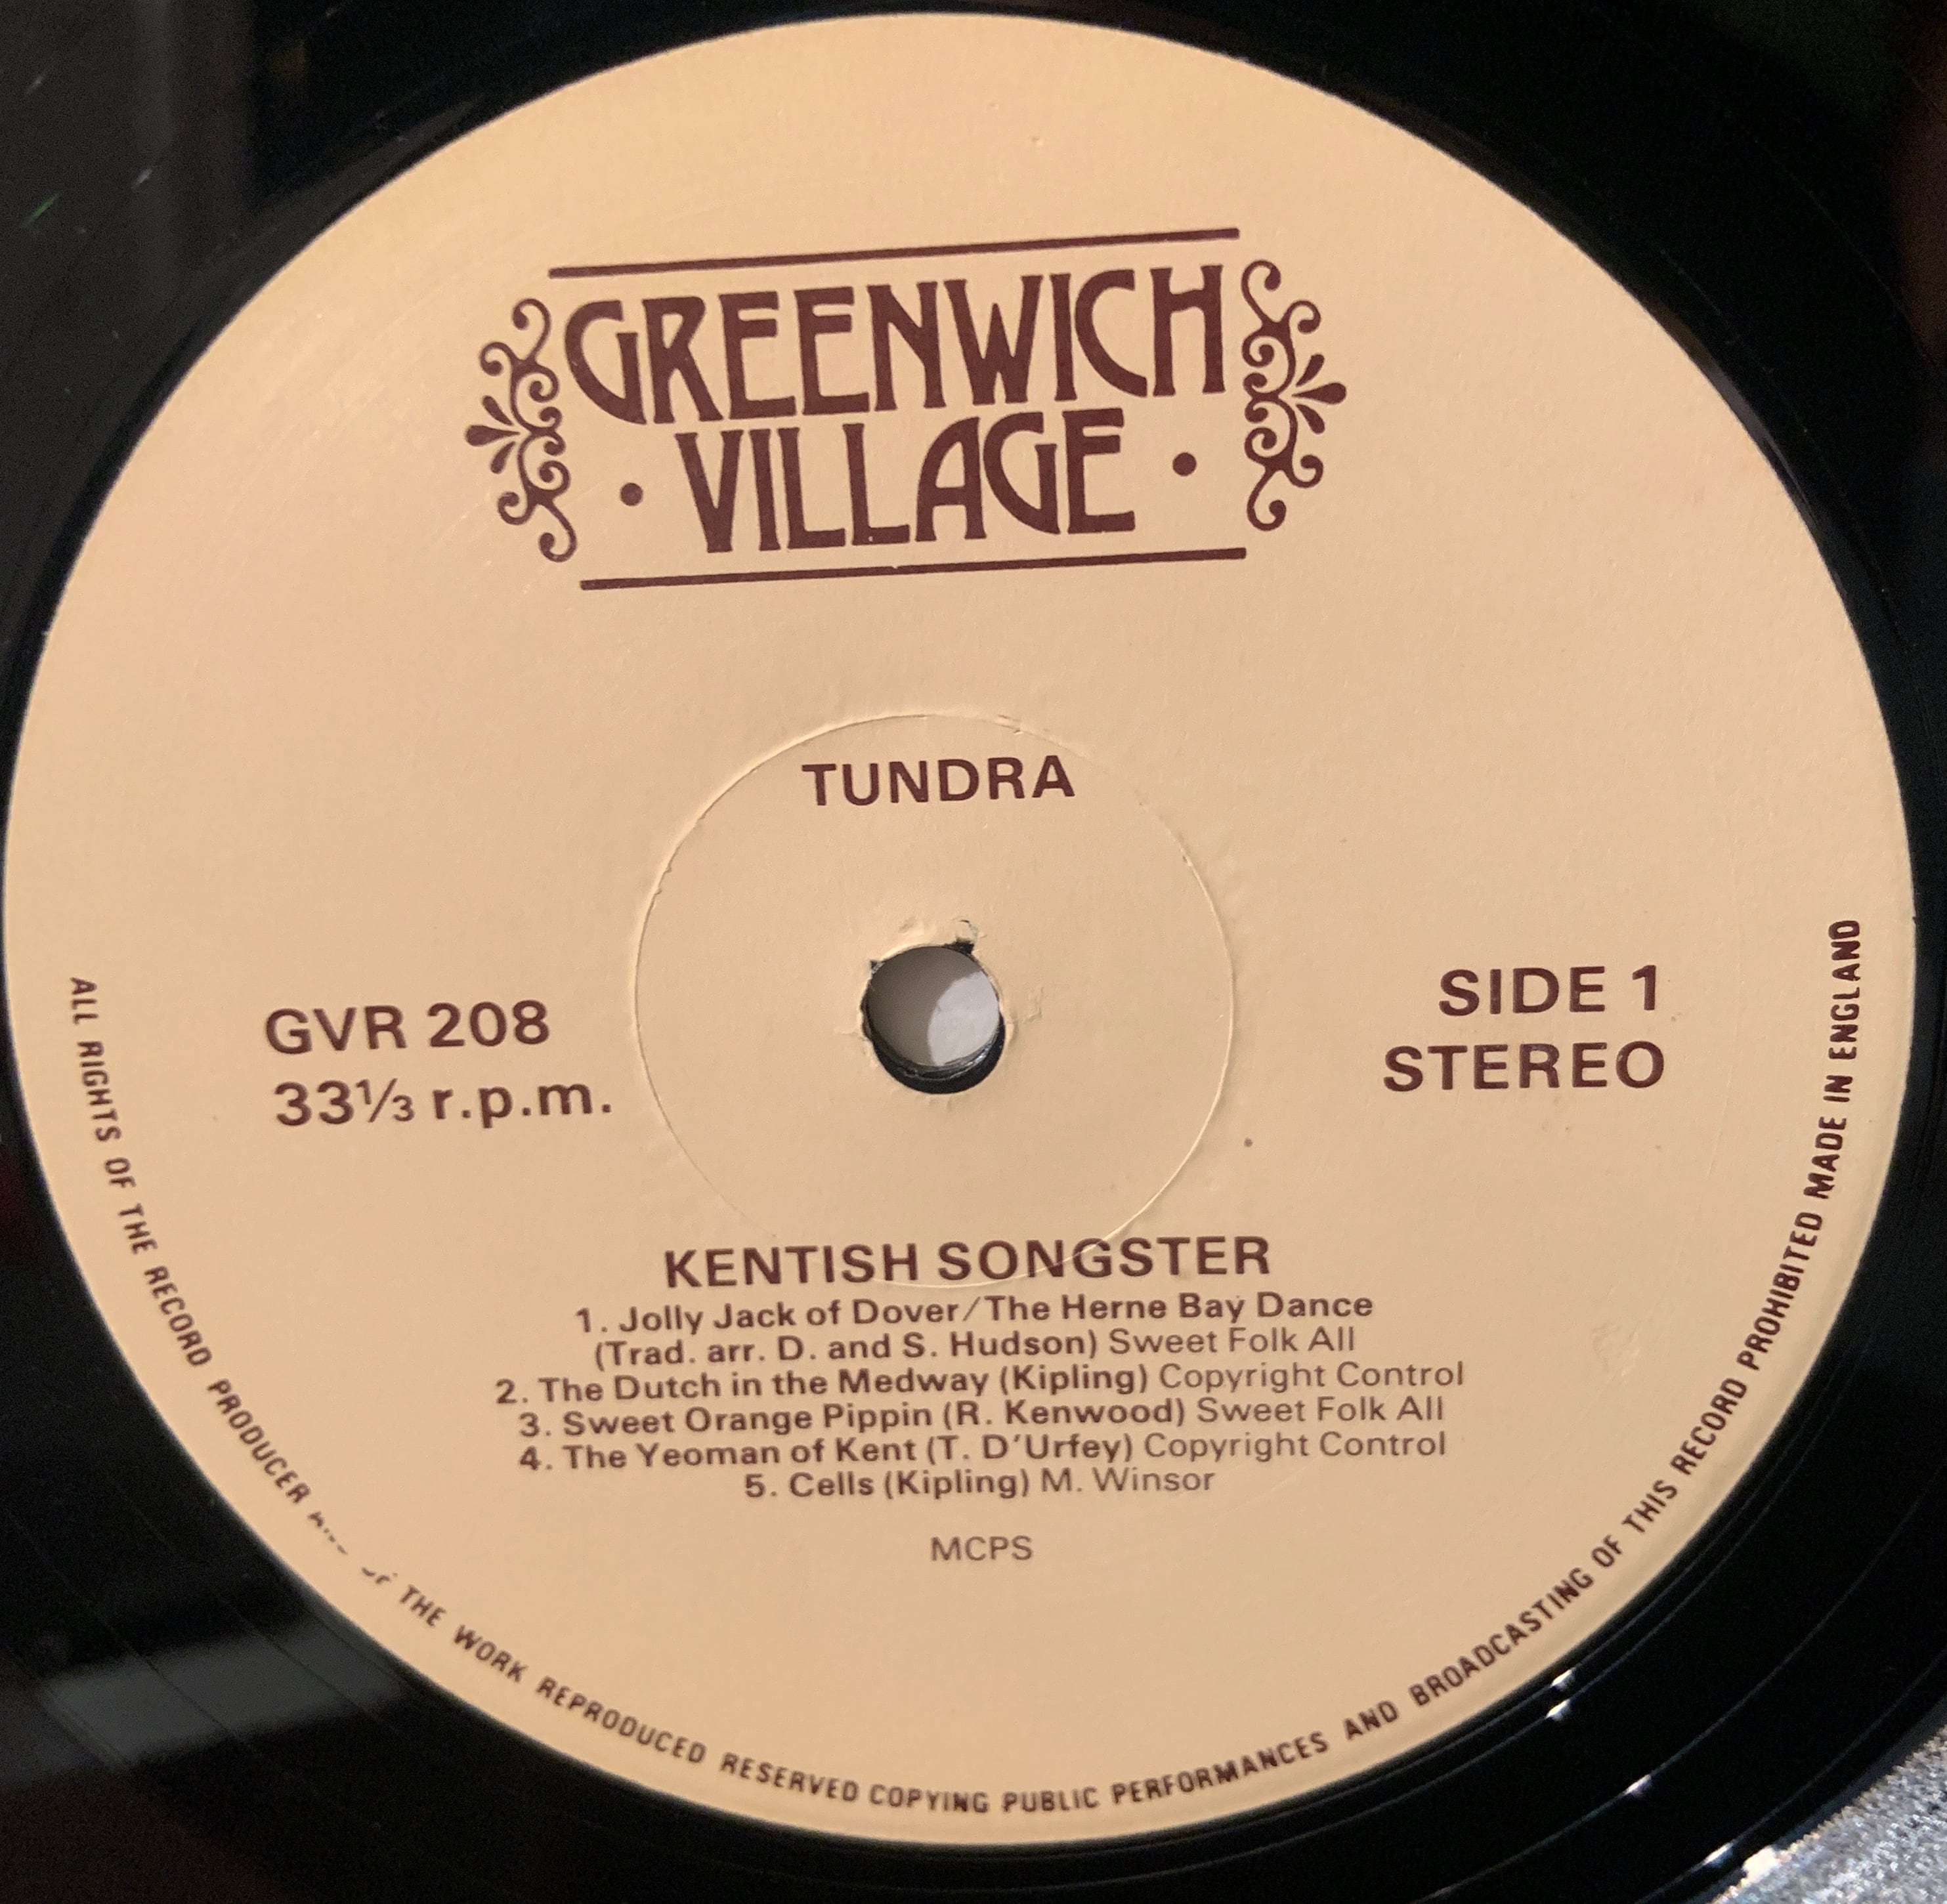 GREENWICH
· VILLAGE ·
TUNDRA
GVR 208
33⅓ r.p.m.
SIDE 1
STEREO
KENTISH SONGSTER
1. Jolly Jack of Dover/The Herne Bay Dance
(Trad. arr. D. and S. Hudson) Sweet Folk All
2. The Dutch in the Medway (Kipling) Copyright Control
3. Sweet Orange Pippin (R. Kenwood) Sweet Folk All
4. The Yeoman of Kent (T. D'Urfey) Copyright Control
5. Cells (Kipling) M. Winsor
MCPS
ALL RIGHTS OF THE RECORD PRODUCER THE WORK REPRODUCED RESERVED COPYING PUBLIC PERFORMANCES AND BROADCASTING OF THIS RECORD PROHIBITED MADE IN ENGLAND